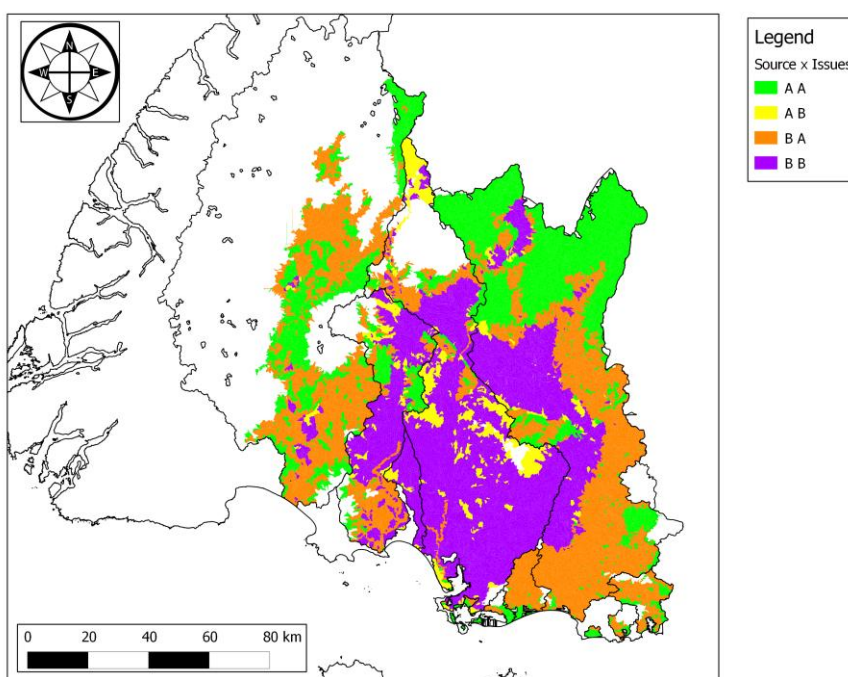 N
W E
S
Legend
Source x Issues
A A
A B
B A
B B
0 20 40 60 80 km